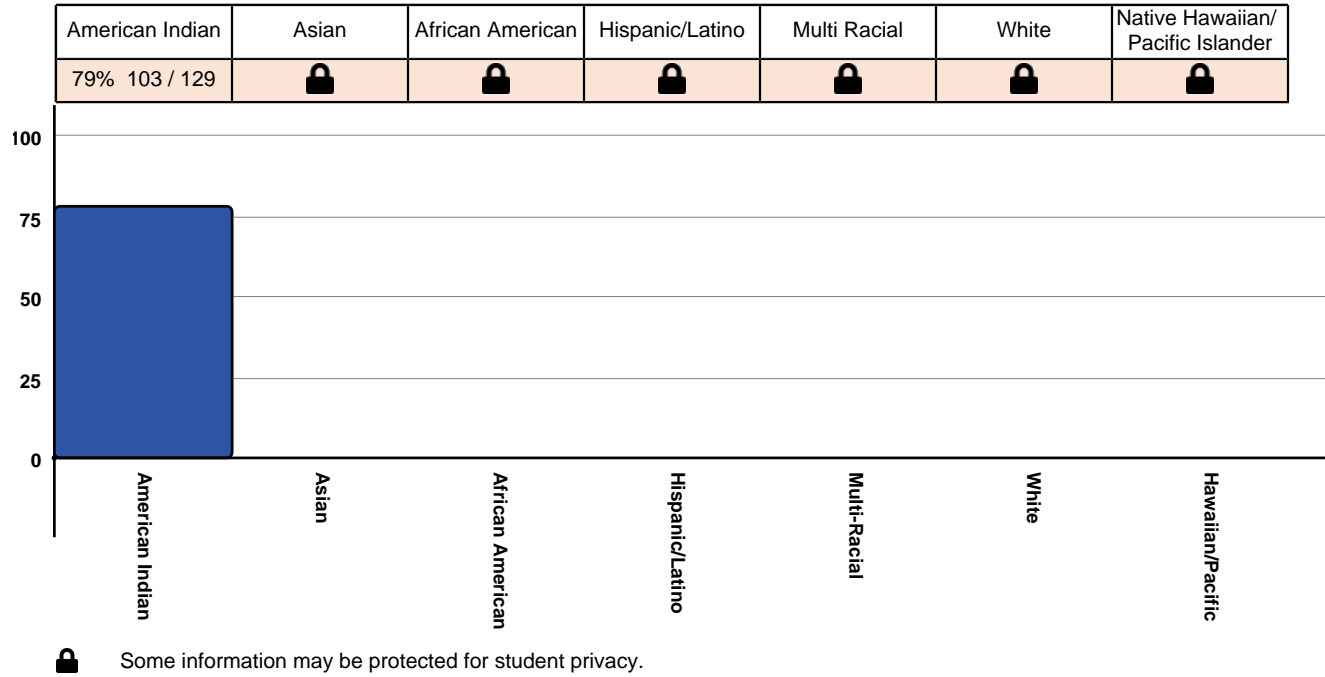 American Indian Asian African American Hispanic/Latino Multi Racial White Native Hawaiian/
Pacific Islander
79% 103 / 129
100
75
50
25
0
American Indian
Asian
African American
Hispanic/Latino
Multi-Racial
White
Hawaiian/Pacific
Some information may be protected for student privacy.